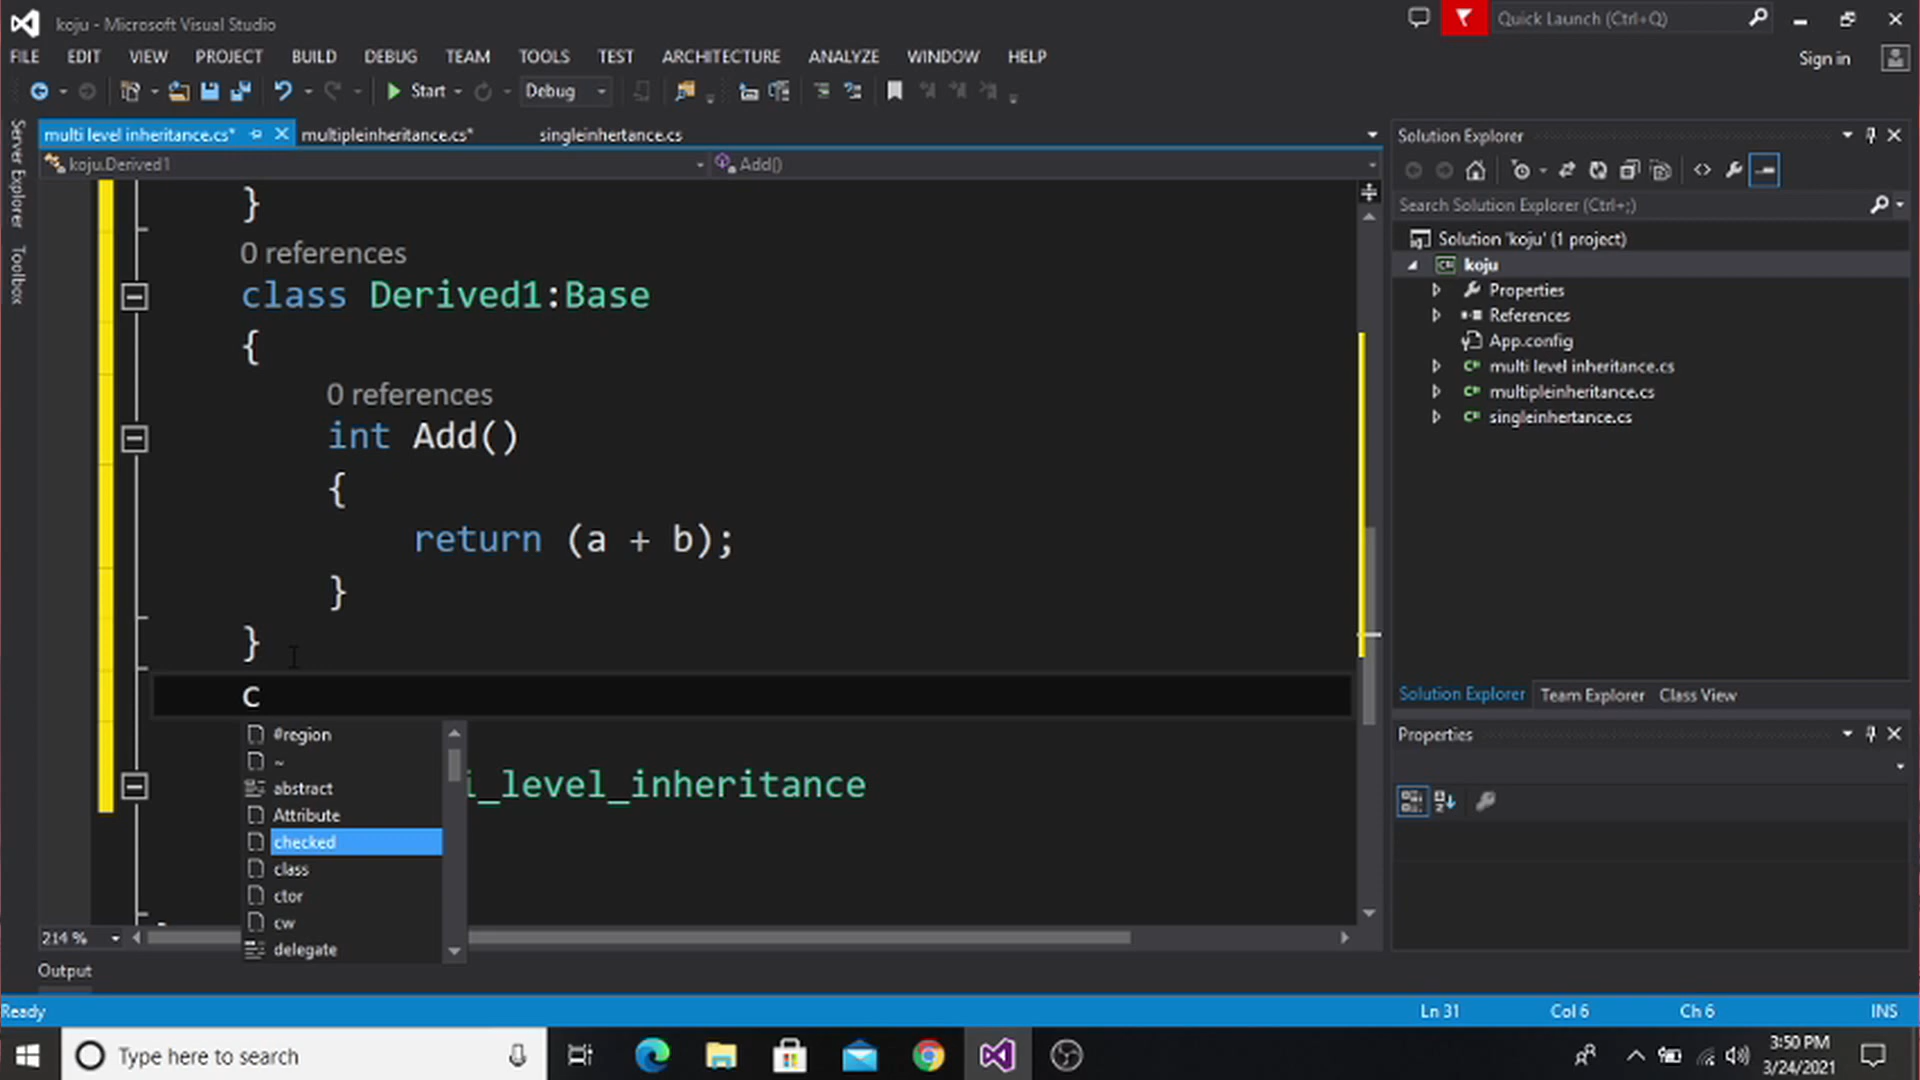 koju - Microsoft Visual Studio
Quick Launch (Ctrl+Q)
FILE EDIT VIEW PROJECT BUILD DEBUG TEAM TOOLS TEST ARCHITECTURE ANALYZE WINDOW HELP
Sign in
Start
Debug
Server Explorer
Toolbox
multi level inheritance.cs*
multipleinheritance.cs*
singleinhertance.cs
koju.Derived1
Add()
}
0 references
class Derived1:Base
{
0 references
int Add()
{
return (a + b);
}
}
c
#region
~
abstract
Attribute
checked
class
ctor
cw
delegate
i_level_inheritance
214 %
Output
Solution Explorer
Search Solution Explorer (Ctrl+;)
Solution 'koju' (1 project)
koju
Properties
References
App.config
multi level inheritance.cs
multipleinheritance.cs
singleinhertance.cs
Solution Explorer Team Explorer Class View
Properties
Ready
Ln 31
Col 6
Ch 6
INS
Type here to search
3:50 PM
3/24/2021